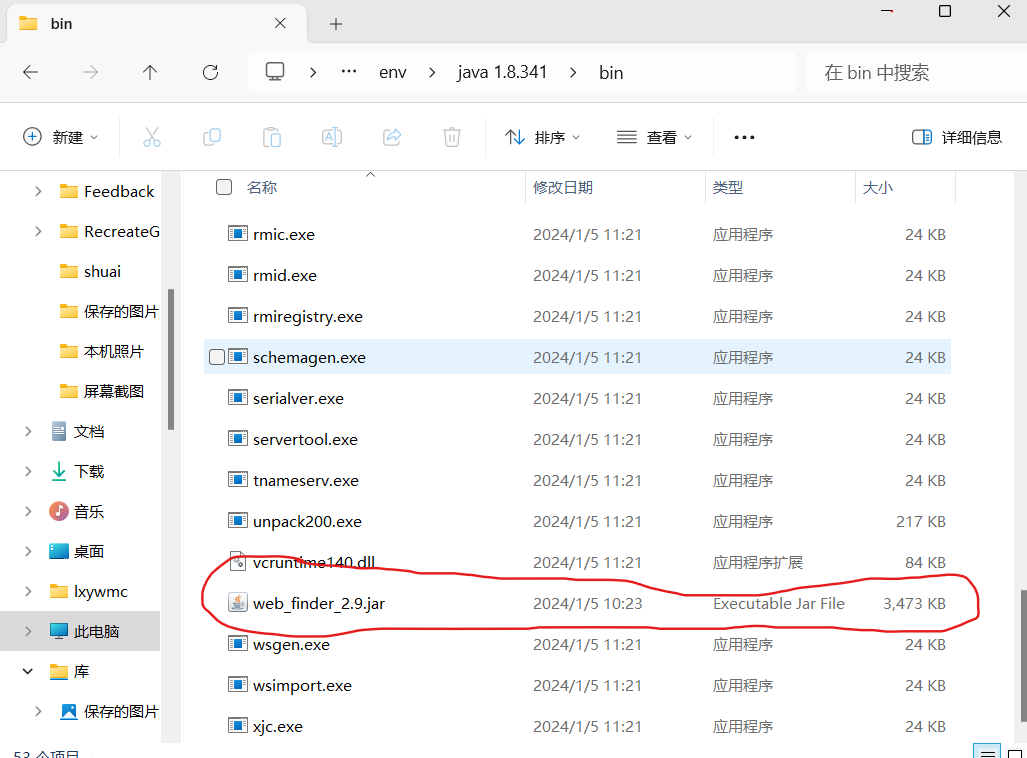 bin
env java 1.8.341 bin
在 bin 中搜索
新建 排序 查看 详细信息
Feedback
RecreateG
shuai
保存的图片
本机照片
屏幕截图
文档
下载
音乐
桌面
lxywmc
此电脑
库
保存的图片
名称 修改日期 类型 大小
rmic.exe 2024/1/5 11:21 应用程序 24 KB
rmid.exe 2024/1/5 11:21 应用程序 24 KB
rmiregistry.exe 2024/1/5 11:21 应用程序 24 KB
schemagen.exe 2024/1/5 11:21 应用程序 24 KB
serialver.exe 2024/1/5 11:21 应用程序 24 KB
servertool.exe 2024/1/5 11:21 应用程序 24 KB
tnameserv.exe 2024/1/5 11:21 应用程序 24 KB
unpack200.exe 2024/1/5 11:21 应用程序 217 KB
vcruntime140.dll 2024/1/5 11:21 应用程序扩展 84 KB
web_finder_2.9.jar 2024/1/5 10:23 Executable Jar File 3,473 KB
wsgen.exe 2024/1/5 11:21 应用程序 24 KB
wsimport.exe 2024/1/5 11:21 应用程序 24 KB
xjc.exe 2024/1/5 11:21 应用程序 24 KB
53 个项目